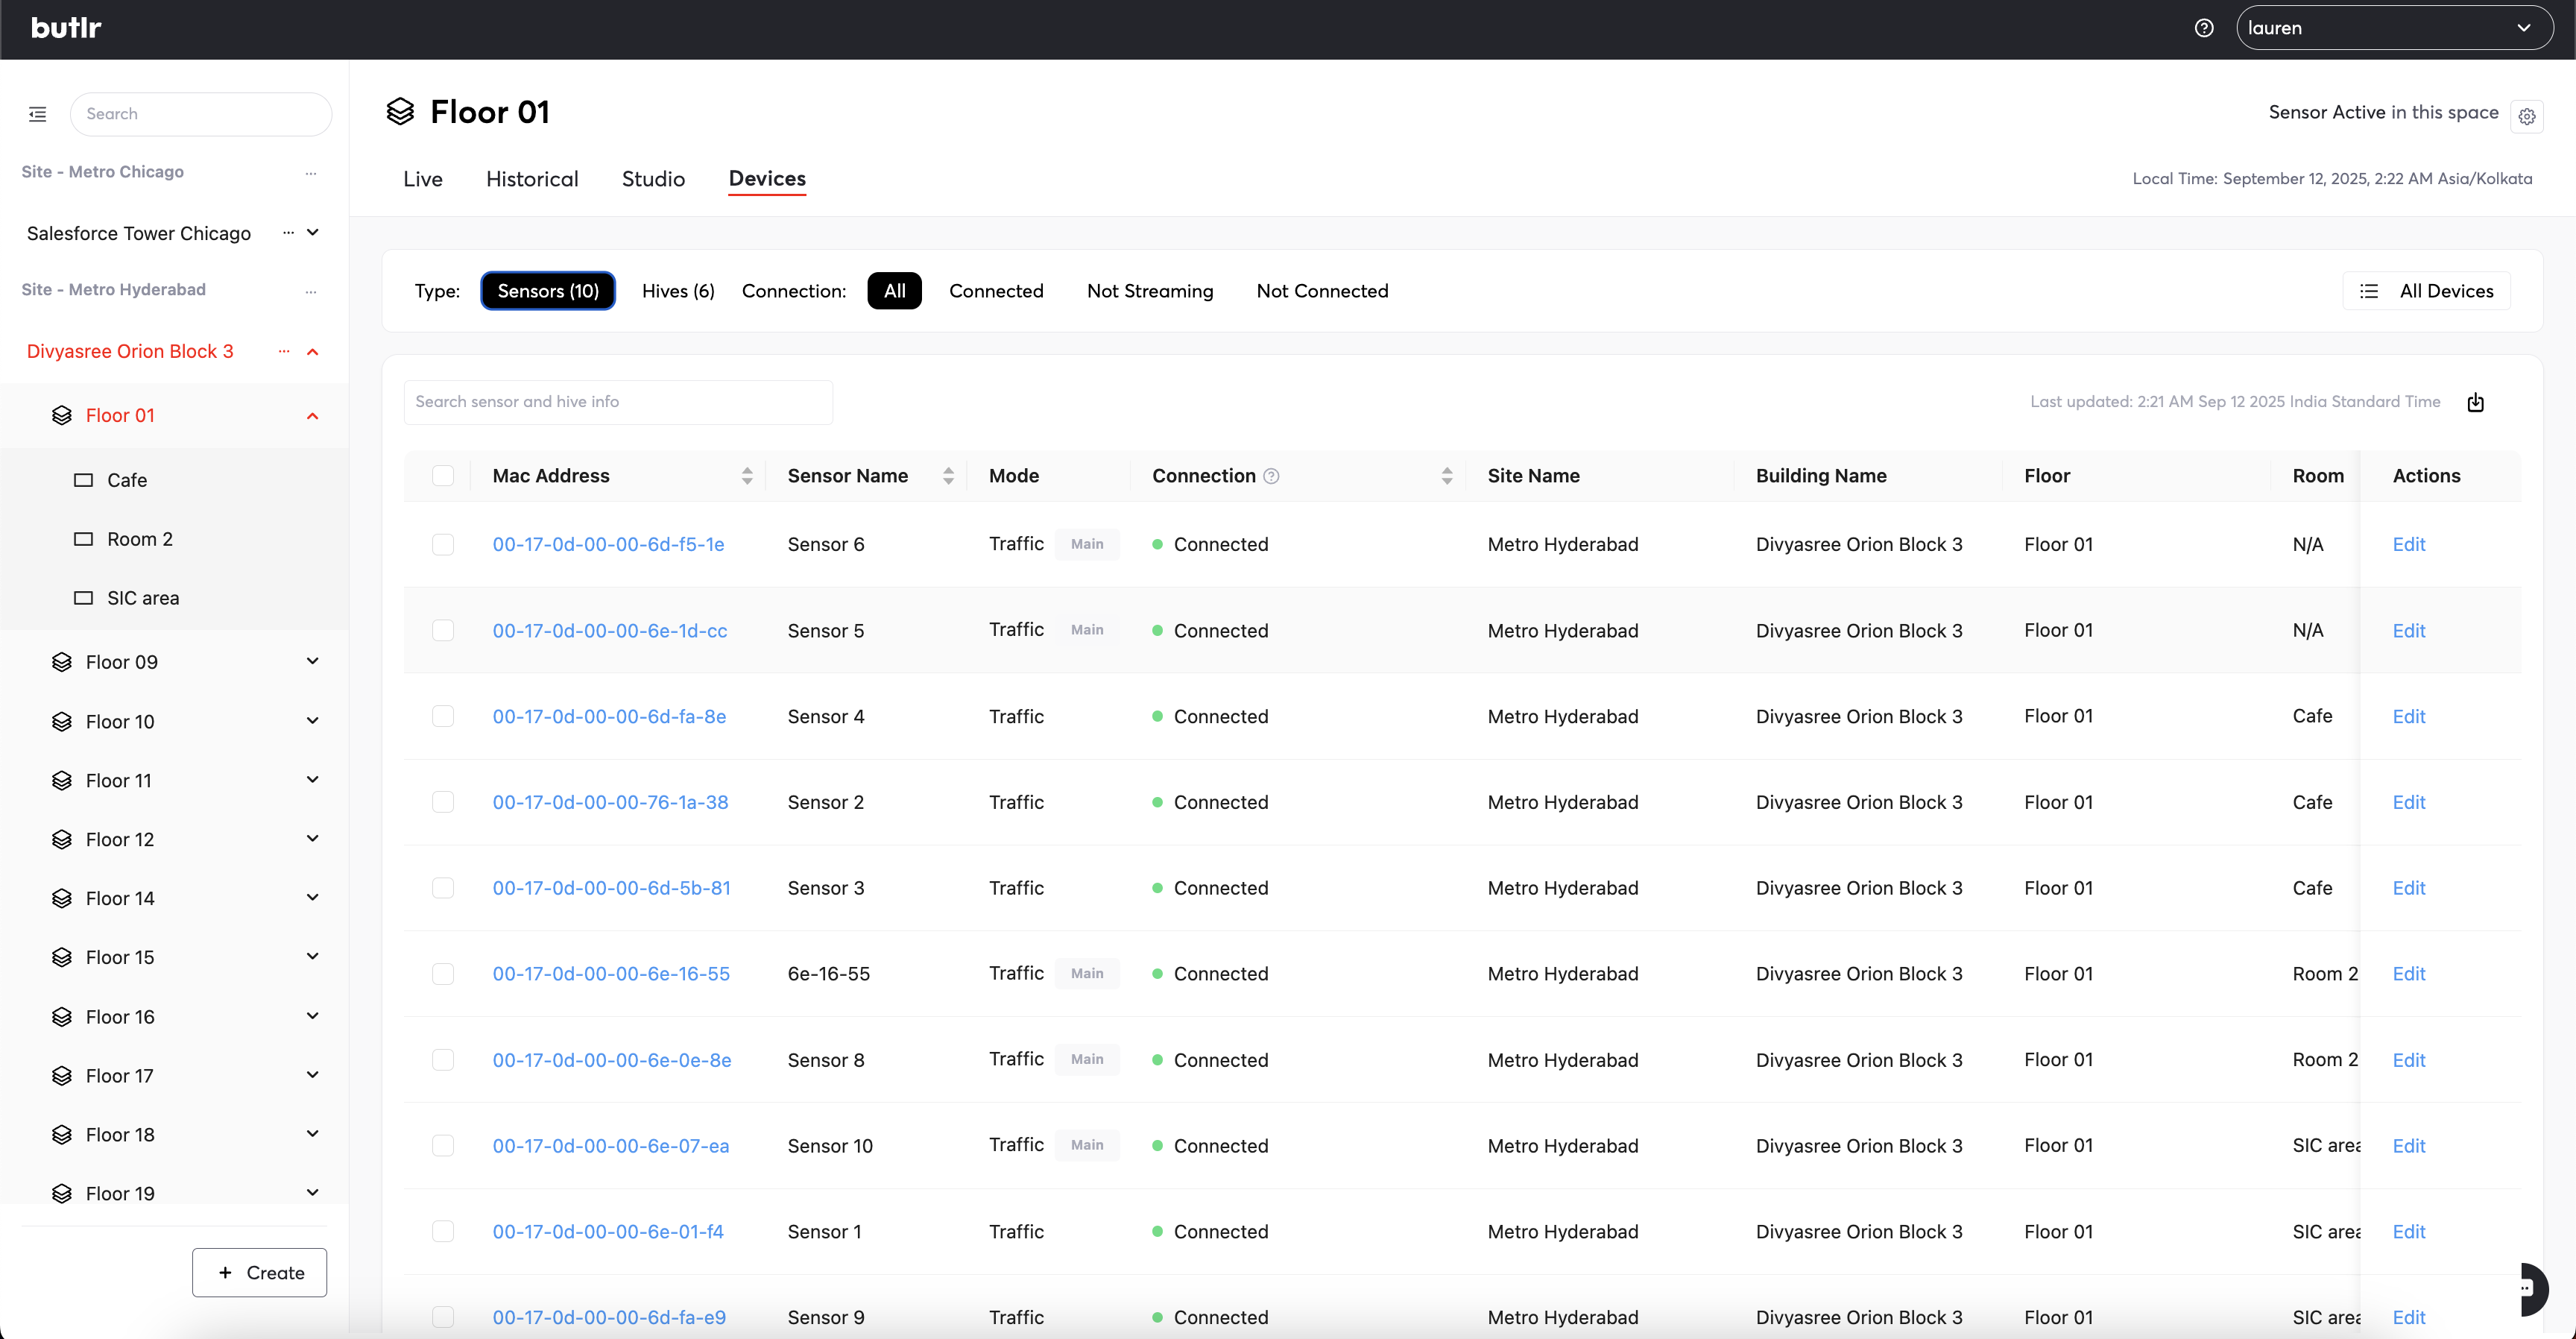 butlr
lauren
Search
Site - Metro Chicago
Salesforce Tower Chicago
Site - Metro Hyderabad
Divyasree Orion Block 3
Floor 01
Cafe
Room 2
SIC area
Floor 09
Floor 10
Floor 11
Floor 12
Floor 14
Floor 15
Floor 16
Floor 17
Floor 18
Floor 19
+ Create
Floor 01
Sensor Active in this space
Live Historical Studio Devices
Local Time: September 12, 2025, 2:22 AM Asia/Kolkata
Type: Sensors (10) Hives (6) Connection: All Connected Not Streaming Not Connected All Devices
Search sensor and hive info
Last updated: 2:21 AM Sep 12 2025 India Standard Time
Mac Address Sensor Name Mode Connection Site Name Building Name Floor Room Actions
00-17-0d-00-00-6d-f5-1e Sensor 6 Traffic Main Connected Metro Hyderabad Divyasree Orion Block 3 Floor 01 N/A Edit
00-17-0d-00-00-6e-1d-cc Sensor 5 Traffic Main Connected Metro Hyderabad Divyasree Orion Block 3 Floor 01 N/A Edit
00-17-0d-00-00-6d-fa-8e Sensor 4 Traffic Connected Metro Hyderabad Divyasree Orion Block 3 Floor 01 Cafe Edit
00-17-0d-00-00-76-1a-38 Sensor 2 Traffic Connected Metro Hyderabad Divyasree Orion Block 3 Floor 01 Cafe Edit
00-17-0d-00-00-6d-5b-81 Sensor 3 Traffic Connected Metro Hyderabad Divyasree Orion Block 3 Floor 01 Cafe Edit
00-17-0d-00-00-6e-16-55 6e-16-55 Traffic Main Connected Metro Hyderabad Divyasree Orion Block 3 Floor 01 Room 2 Edit
00-17-0d-00-00-6e-0e-8e Sensor 8 Traffic Main Connected Metro Hyderabad Divyasree Orion Block 3 Floor 01 Room 2 Edit
00-17-0d-00-00-6e-07-ea Sensor 10 Traffic Main Connected Metro Hyderabad Divyasree Orion Block 3 Floor 01 SIC area Edit
00-17-0d-00-00-6e-01-f4 Sensor 1 Traffic Connected Metro Hyderabad Divyasree Orion Block 3 Floor 01 SIC area Edit
00-17-0d-00-00-6d-fa-e9 Sensor 9 Traffic Connected Metro Hyderabad Divyasree Orion Block 3 Floor 01 SIC area Edit